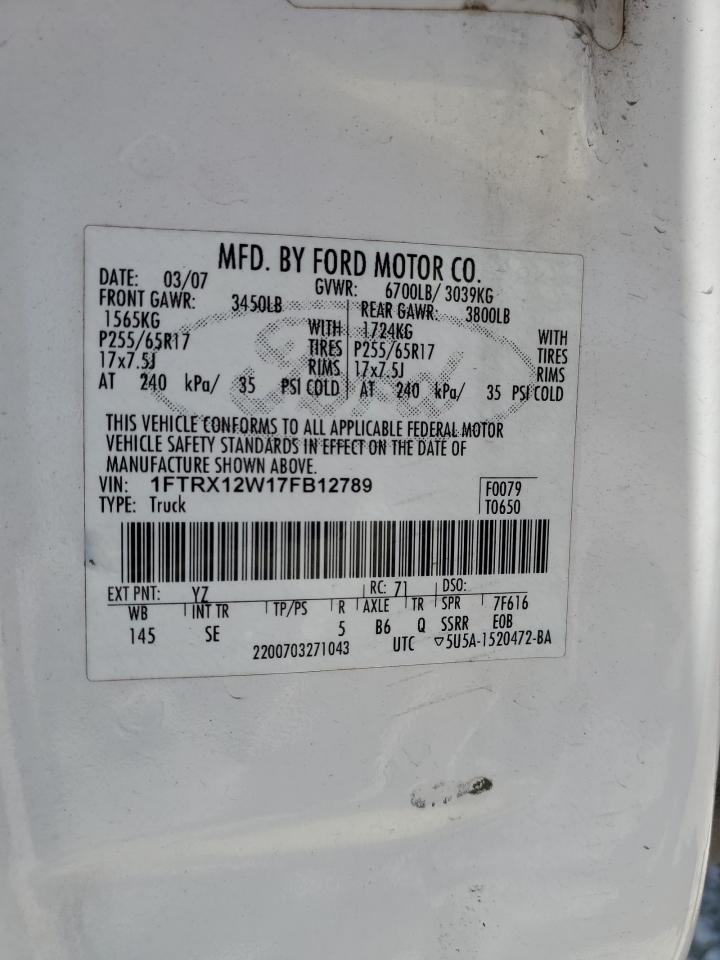 MFD. BY FORD MOTOR CO.
DATE: 03/07 GVWR: 6700LB/ 3039KG
FRONT GAWR: 3450LB REAR GAWR: 3800LB
1565KG WITH 1724KG WITH
P255/65R17 TIRES P255/65R17 TIRES
17x7.5J RIMS 17x7.5J RIMS
AT 240 kPa/ 35 PSI COLD AT 240 kPa/ 35 PSI COLD
Ford
THIS VEHICLE CONFORMS TO ALL APPLICABLE FEDERAL MOTOR
VEHICLE SAFETY STANDARDS IN EFFECT ON THE DATE OF
MANUFACTURE SHOWN ABOVE.
VIN: 1FTRX12W17FB12789 F0079
TYPE: Truck T0650
EXT PNT: YZ RC: 71 DSO:
WB INT TR TP/PS R AXLE TR SPR 7F616
145 SE 5 B6 Q SSRR EOB
2200703271043 UTC ▽5U5A-1520472-BA